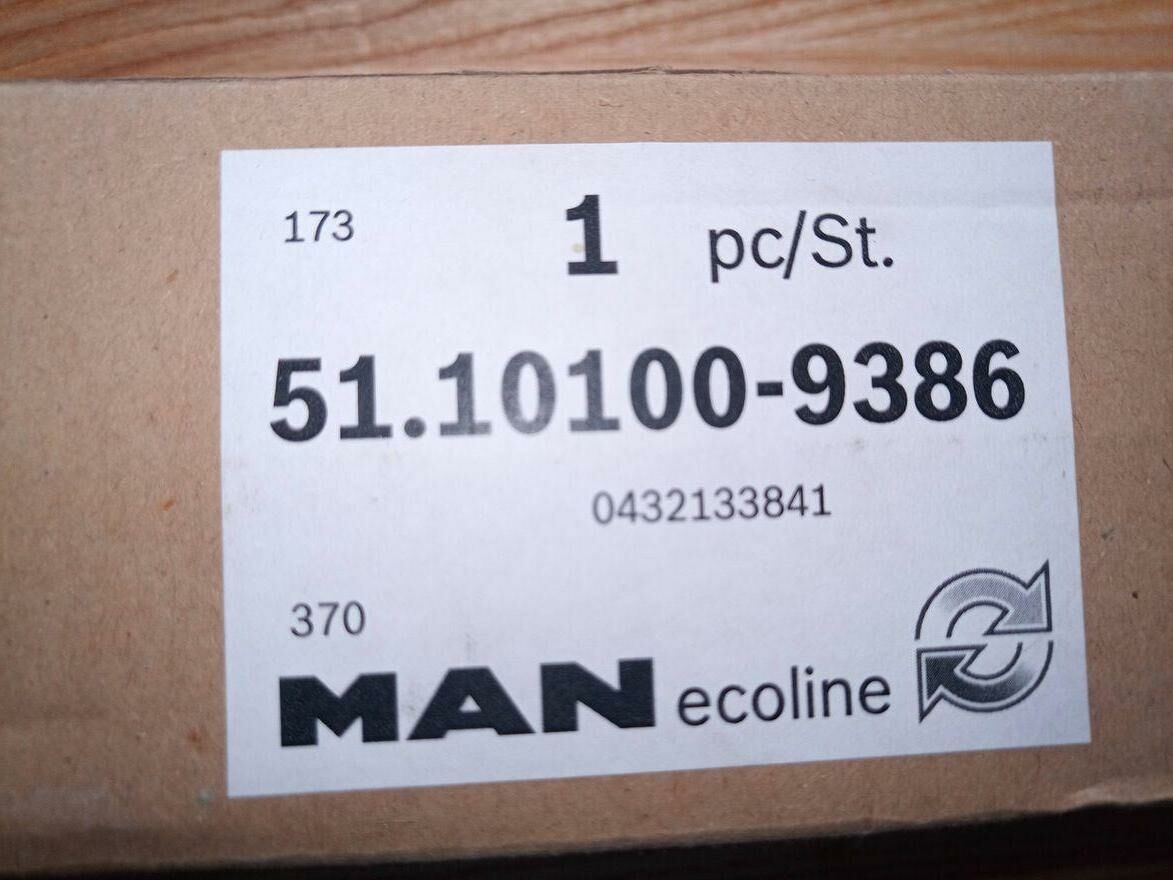 173 1 pc/St.
51.10100-9386
0432133841
370
MAN ecoline